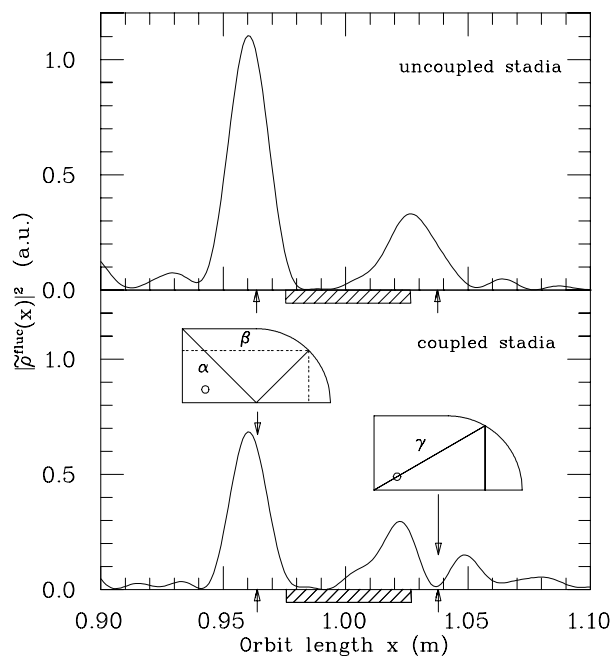 1.0
uncoupled stadia
0.5
0.0
|ρ̃ᶠˡᵘᶜ(x)|² (a.u.)
β
α
coupled stadia
1.0
γ
0.5
0.0
0.90 0.95 1.00 1.05 1.10
Orbit length x (m)